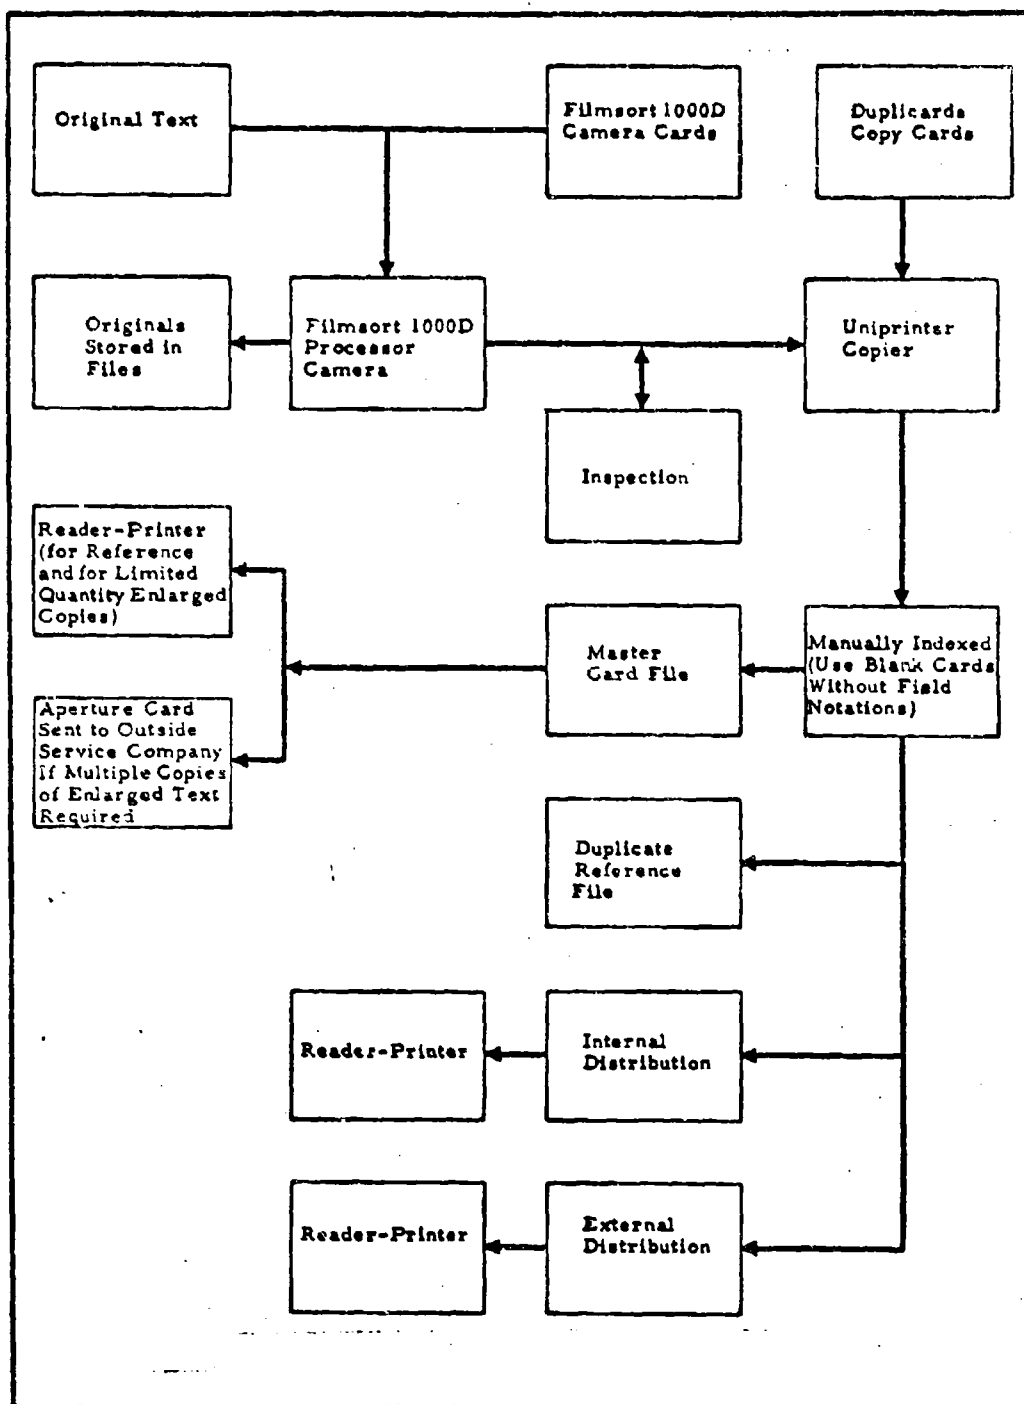 Original Text
Filmsort 1000D
Camera Cards
Duplicards
Copy Cards
Originals
Stored in
Files
Filmsort 1000D
Processor
Camera
Uniprinter
Copier
Inspection
Reader-Printer
(for Reference
and for Limited
Quantity Enlarged
Copies)
Master
Card File
Manually Indexed
(Use Blank Cards
Without Field
Notations)
Aperture Card
Sent to Outside
Service Company
If Multiple Copies
of Enlarged Text
Required
Duplicate
Reference
File
Reader-Printer
Internal
Distribution
Reader-Printer
External
Distribution